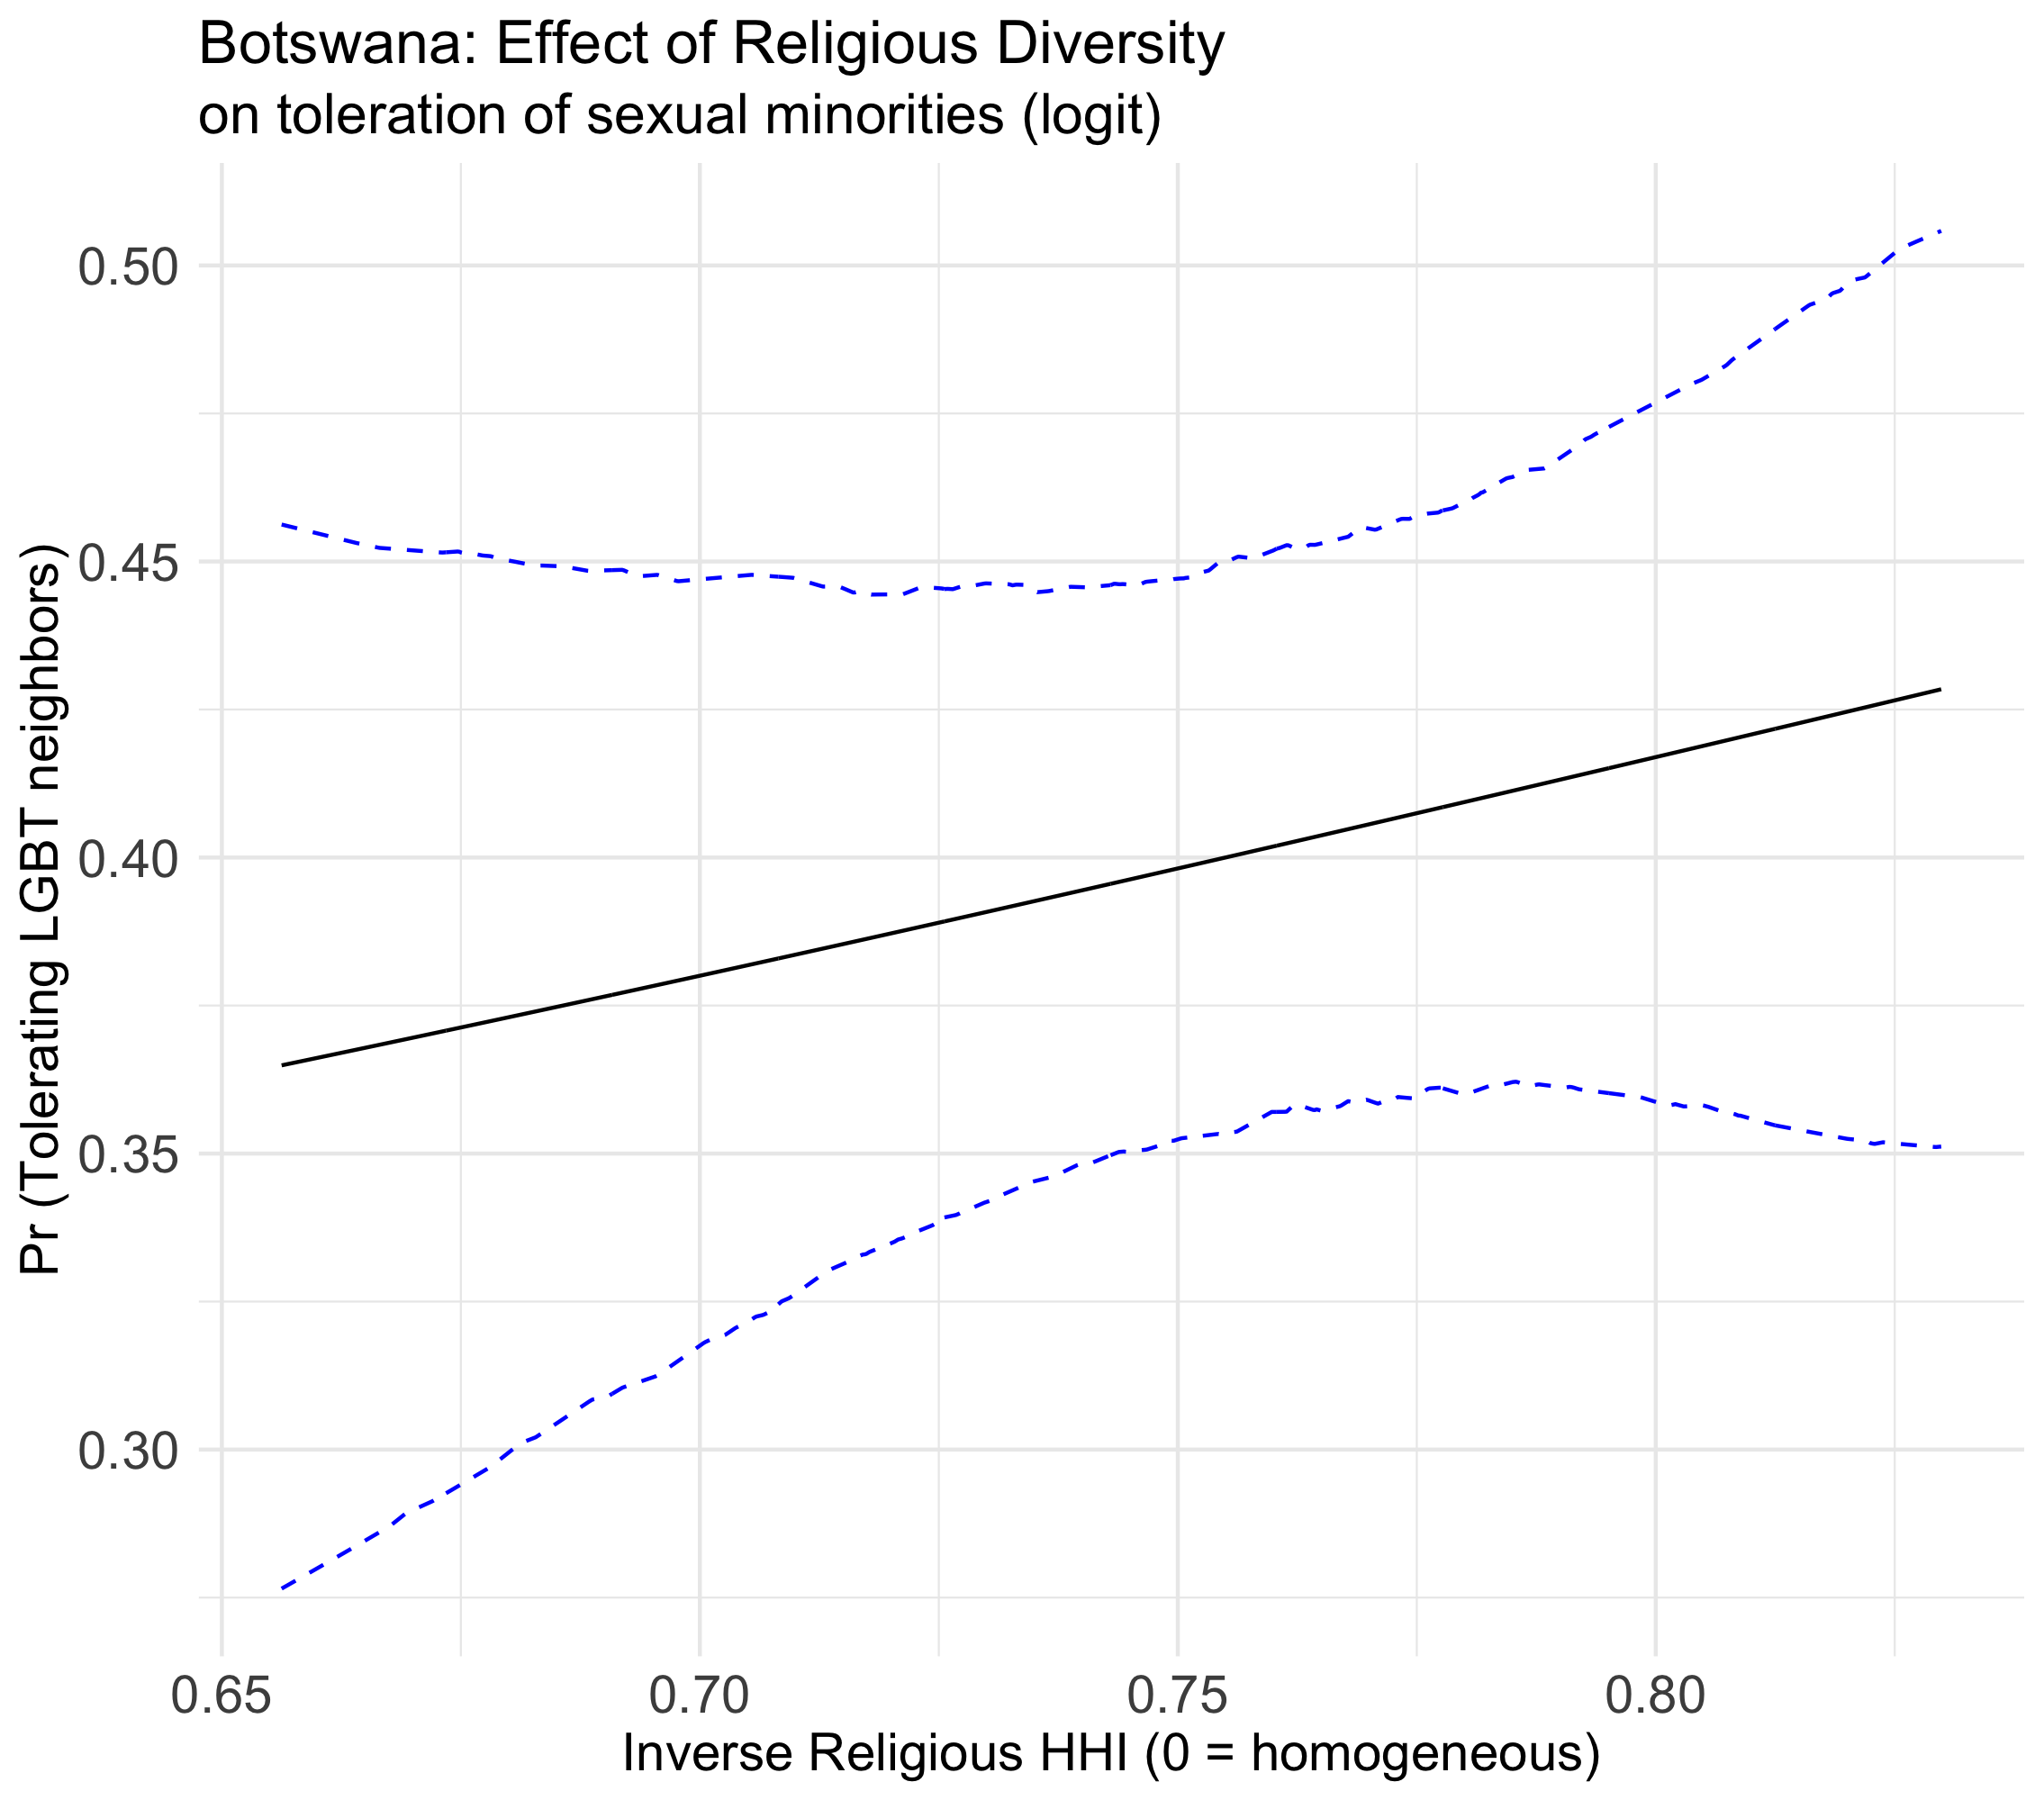 Botswana: Effect of Religious Diversity
on toleration of sexual minorities (logit)
Pr (Tolerating LGBT neighbors)
0.50
0.45
0.40
0.35
0.30
0.65 0.70 0.75 0.80
Inverse Religious HHI (0 = homogeneous)